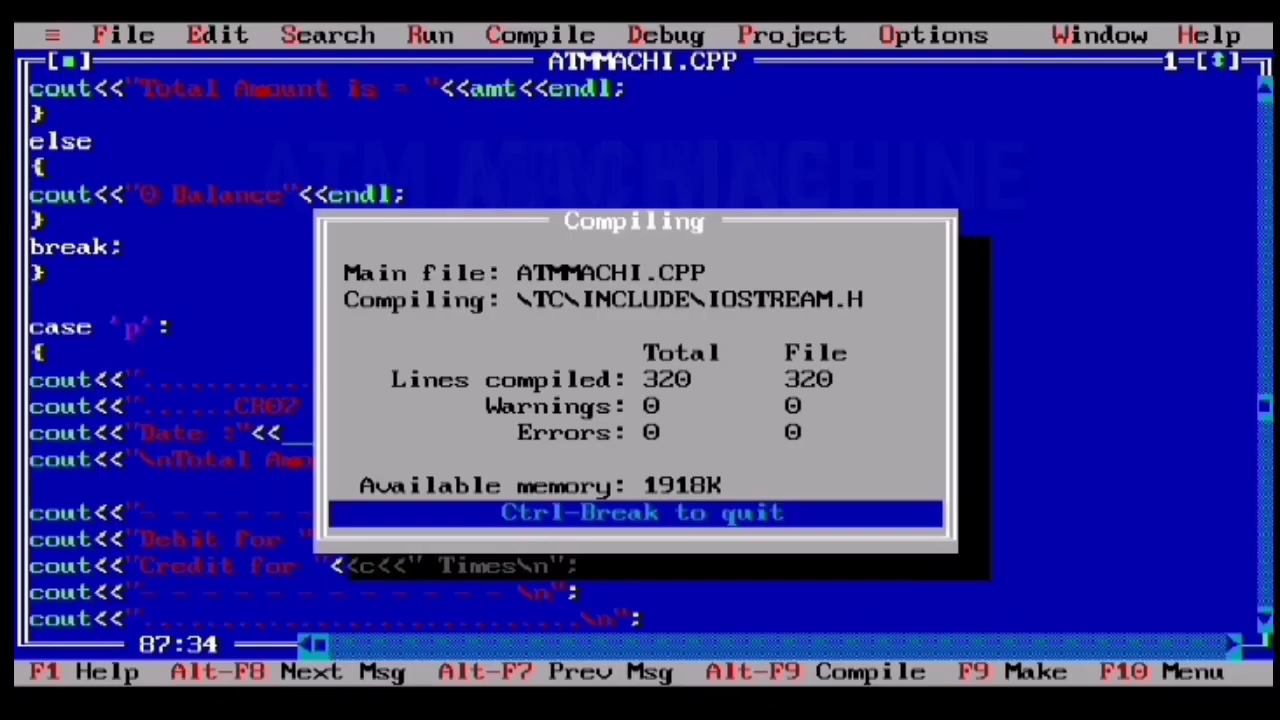 ≡ File Edit Search Run Compile Debug Project Options Window Help
[■] ATMMACHI.CPP 1=[↕]
cout<<"Total Amount is = "<<amt<<endl;
}
else
{
cout<<"0 Balance"<<endl;
}
break;
}
case 'p':
{
cout<<"...........
cout<<"......CRO?
cout<<"Date :"<<__
cout<<"\nTotal Amo
cout<<"- - - - - -
cout<<"Debit for "
cout<<"Credit for "<<c<<" Times\n";
cout<<"- - - - - - - - - - - - \n";
cout<<"............................\n";
Compiling
Main file: ATMMACHI.CPP
Compiling: \TC\INCLUDE\IOSTREAM.H
Total File
Lines compiled: 320 320
Warnings: 0 0
Errors: 0 0
Available memory: 1918K
Ctrl-Break to quit
87:34
F1 Help Alt-F8 Next Msg Alt-F7 Prev Msg Alt-F9 Compile F9 Make F10 Menu